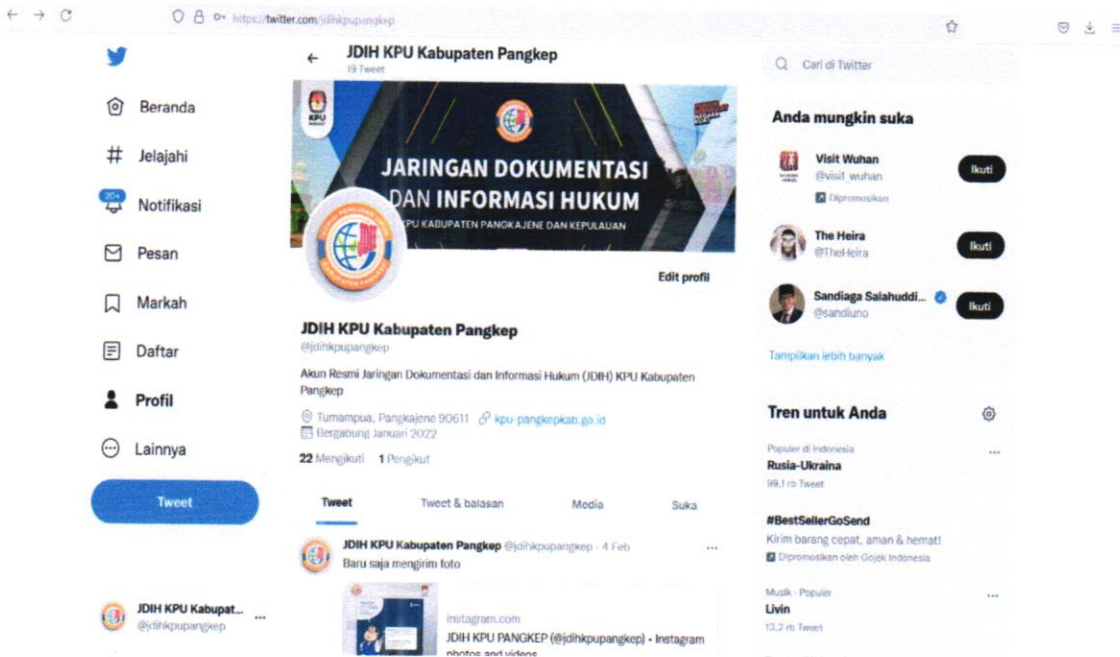 https://twitter.com/jdihkpupangkep
Beranda
Jelajahi
20+
Notifikasi
Pesan
Markah
Daftar
Profil
Lainnya
Tweet
JDIH KPU Kabupat...
@jdihkpupangkep
JDIH KPU Kabupaten Pangkep
19 Tweet
KPU
JARINGAN DOKUMENTASI
DAN INFORMASI HUKUM
KPU KABUPATEN PANGKAJENE DAN KEPULAUAN
KABUPATEN PANGKEP
Edit profil
JDIH KPU Kabupaten Pangkep
@jdihkpupangkep
Akun Resmi Jaringan Dokumentasi dan Informasi Hukum (JDIH) KPU Kabupaten
Pangkep
Tumampua, Pangkajene 90611 kpu-pangkepkab.go.id
Bergabung Januari 2022
22 Mengikuti 1 Pengikut
Tweet Tweet & balasan Media Suka
JDIH KPU Kabupaten Pangkep @jdihkpupangkep · 4 Feb
Baru saja mengirim foto
instagram.com
JDIH KPU PANGKEP (@jdihkpupangkep) • Instagram
photos and videos
Cari di Twitter
Anda mungkin suka
Visit Wuhan
@visit_wuhan
Dipromosikan
Ikuti
The Heira
@TheHeira
Ikuti
Sandiaga Salahuddi...
@sandiuno
Ikuti
Tampilkan lebih banyak
Tren untuk Anda
Populer di Indonesia
Rusia-Ukraina
99,1 rb Tweet
#BestSellerGoSend
Kirim barang cepat, aman & hemat!
Dipromosikan oleh Gojek Indonesia
Musik · Populer
Livin
13,2 rb Tweet